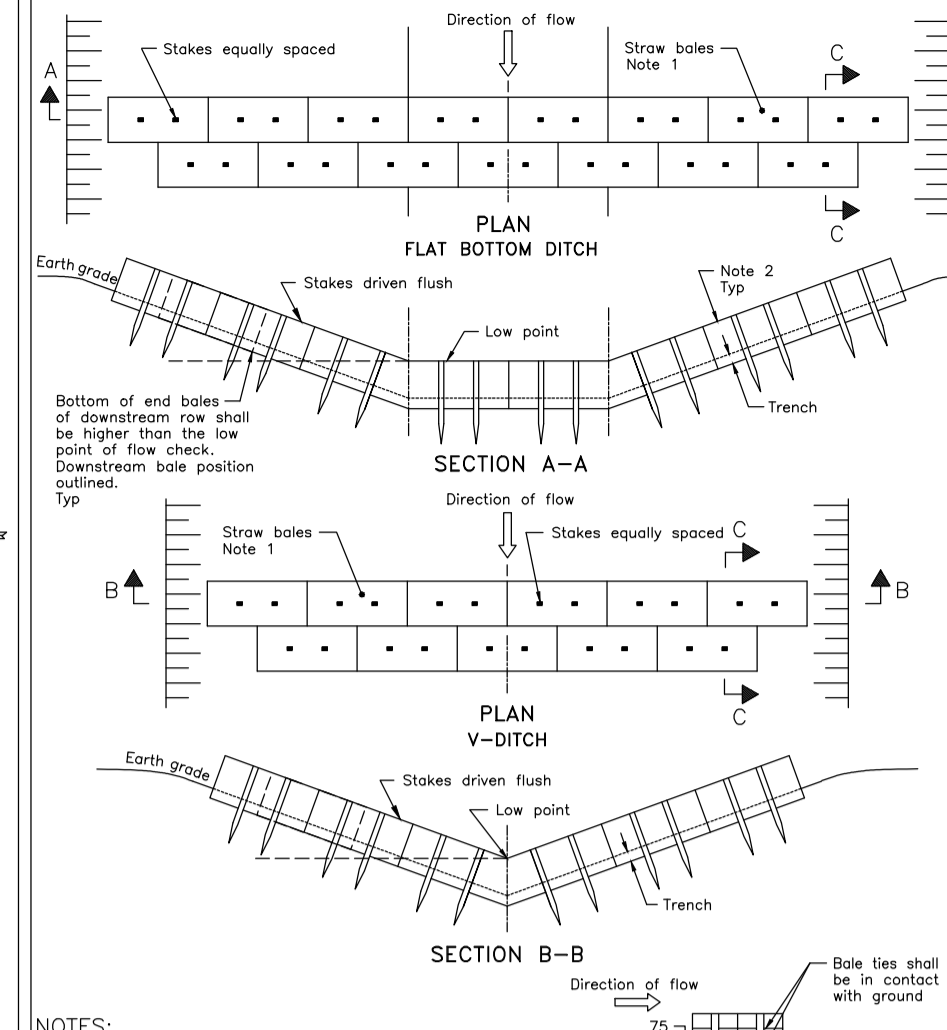 Direction of flow
Stakes equally spaced
Straw bales
Note 1
A
C
C
PLAN
FLAT BOTTOM DITCH
Earth grade
Stakes driven flush
Note 2
Typ
Low point
Bottom of end bales
of downstream row shall
be higher than the low
point of flow check.
Downstream bale position
outlined.
Typ
Trench
SECTION A-A
Direction of flow
Straw bales
Note 1
Stakes equally spaced
C
B
B
C
PLAN
V-DITCH
Earth grade
Stakes driven flush
Low point
Trench
SECTION B-B
Direction of flow
Bale ties shall
be in contact
with ground
75
NOTES: